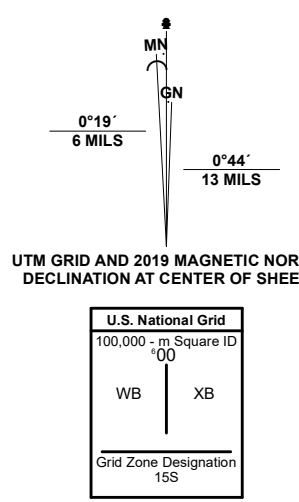 MN
GN
0°19´
6 MILS
0°44´
13 MILS
UTM GRID AND 2019 MAGNETIC NOR
DECLINATION AT CENTER OF SHEE
U.S. National Grid
100,000 - m Square ID
⁶00
WB XB
Grid Zone Designation
15S